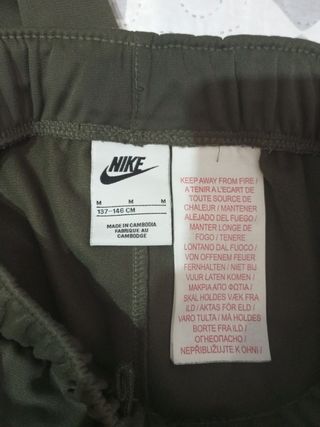 NIKE
M M M
137-146 CM
MADE IN CAMBODIA
FABRIQUE AU
CAMBODGE
KEEP AWAY FROM FIRE /
A TENIR A L'ECART DE
TOUTE SOURCE DE
CHALEUR / MANTENER
ALEJADO DEL FUEGO /
MANTER LONGE DE
FOGO / TENERE
LONTANO DAL FUOCO /
VON OFFENEM FEUER
FERNHALTEN / NIET BIJ
VUUR LATEN KOMEN /
ΜΑΚΡΙΑ ΑΠΟ ΦΩΤΙΑ /
SKAL HOLDES VÆK FRA
ILD / AKTAS FÖR ELD /
VARO TULTA / MÅ HOLDES
BORTE FRA ILD /
ОГНЕОПАСНО /
NEPŘIBLIŽUJTE K OHNI /